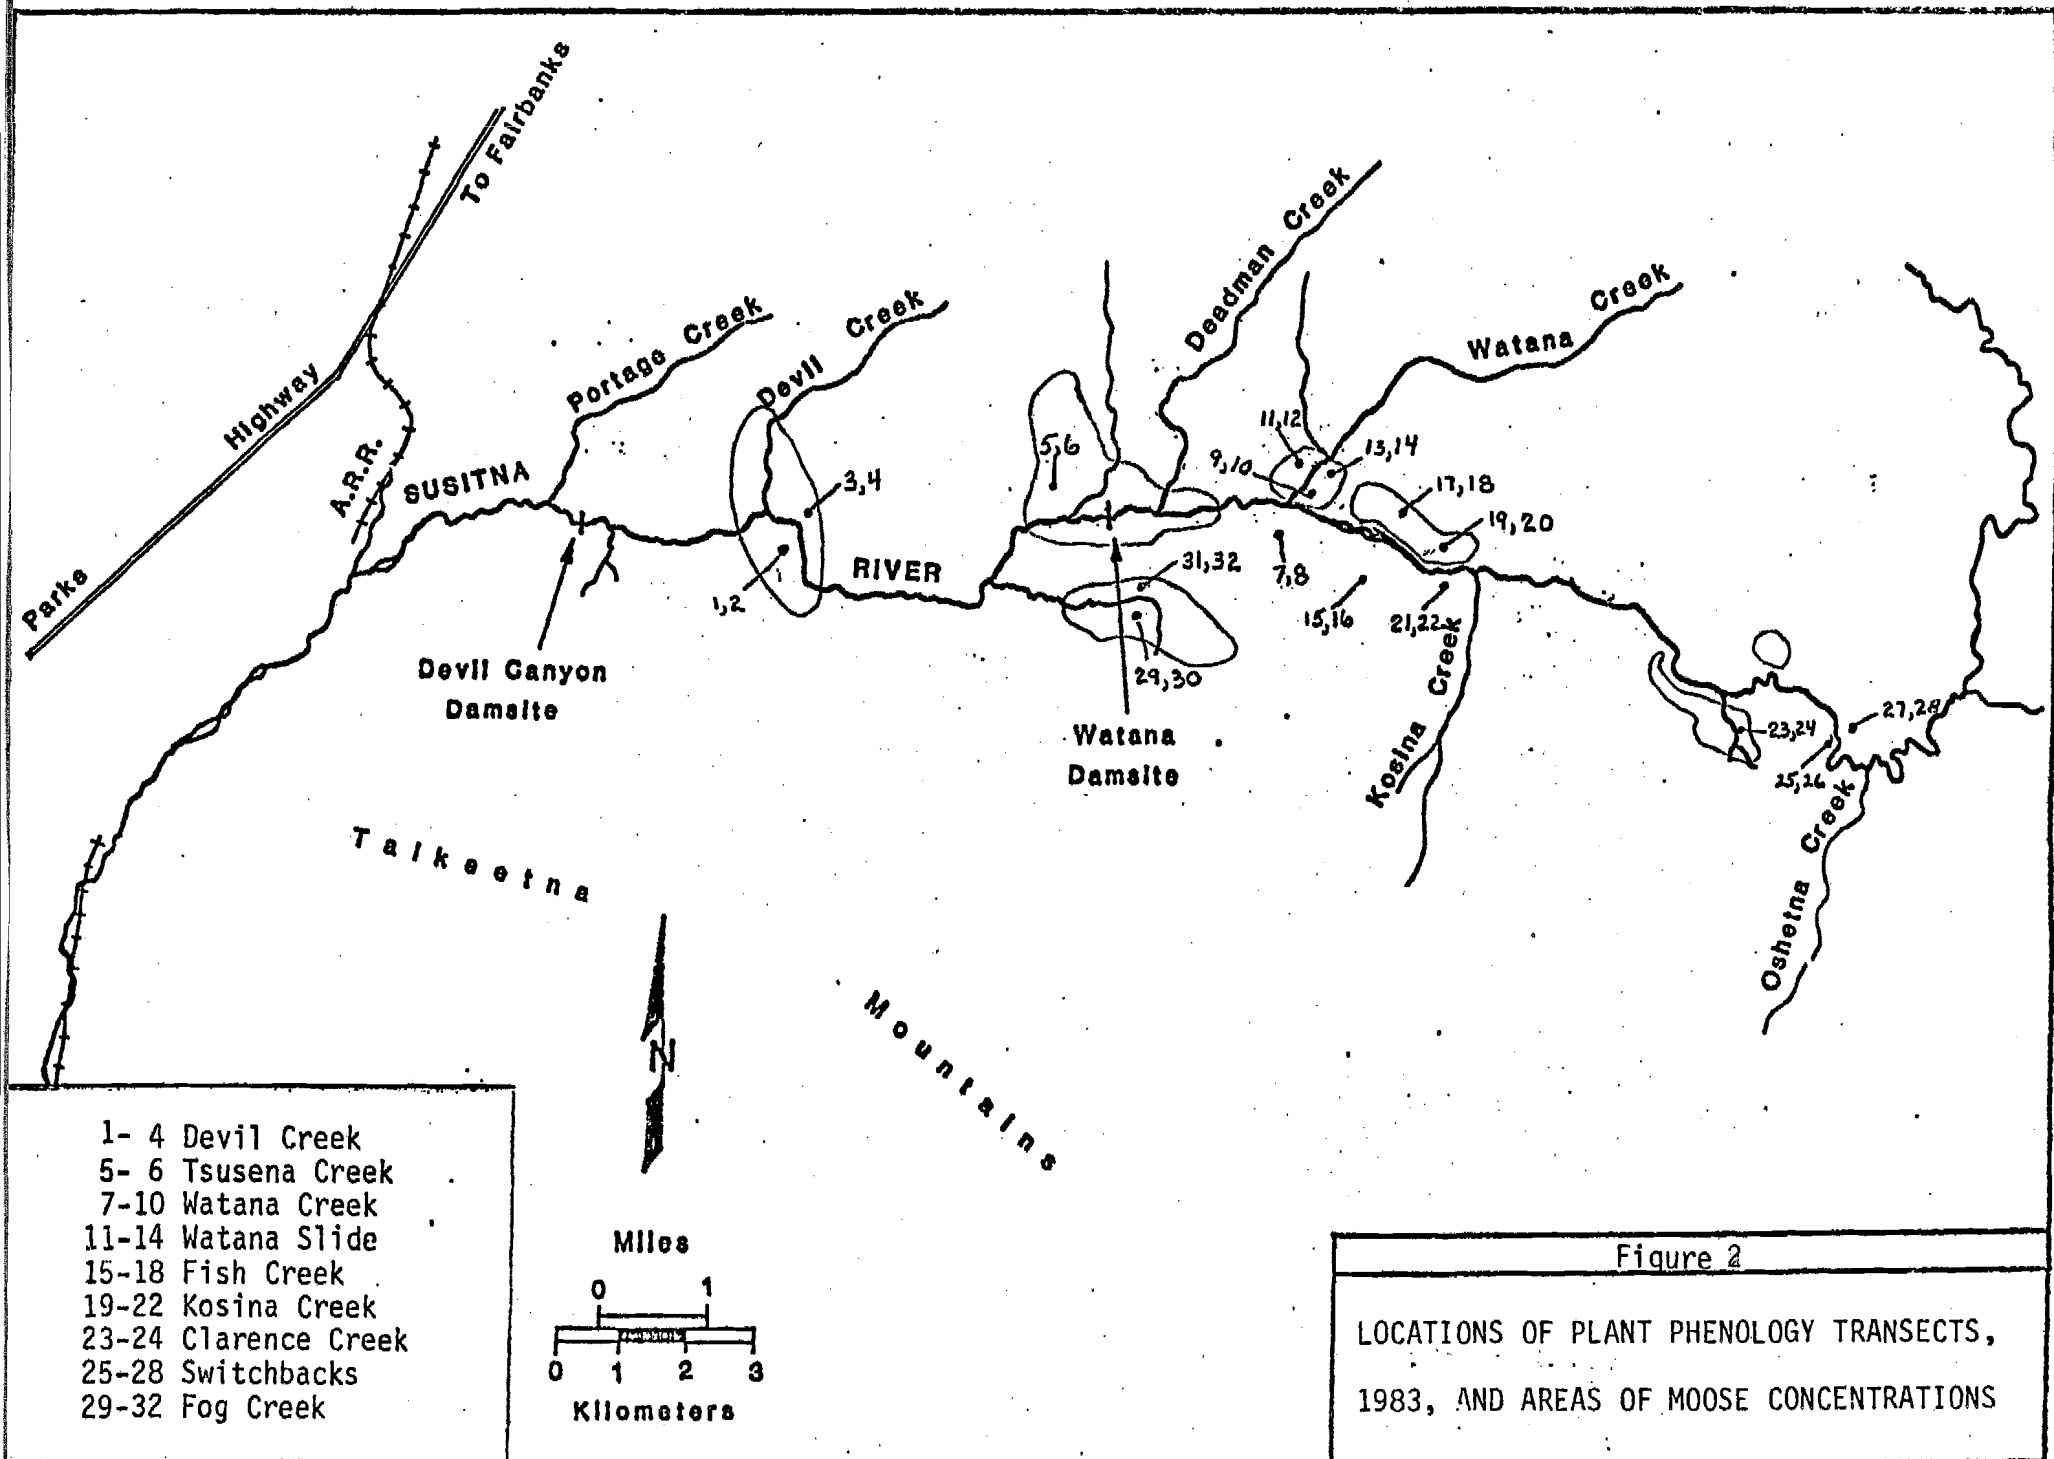 To Fairbanks
Highway
Parks
A.R.R.
SUSITNA
RIVER
Portage Creek
Devil Creek
Deadman Creek
Watana Creek
5,6
3,4
1,2
11,12
9,10
13,14
17,18
19,20
31,32
7,8
15,16
21,22
29,30
23,24
27,28
25,26
Devil Canyon
Damsite
Watana
Damsite
Kosina Creek
Oshetna Creek
Talkeetna
Mountains
N
1- 4 Devil Creek
5- 6 Tsusena Creek
7-10 Watana Creek
11-14 Watana Slide
15-18 Fish Creek
19-22 Kosina Creek
23-24 Clarence Creek
25-28 Switchbacks
29-32 Fog Creek
Miles
0 1
0 1 2 3
Kilometers
Figure 2
LOCATIONS OF PLANT PHENOLOGY TRANSECTS,
1983, AND AREAS OF MOOSE CONCENTRATIONS